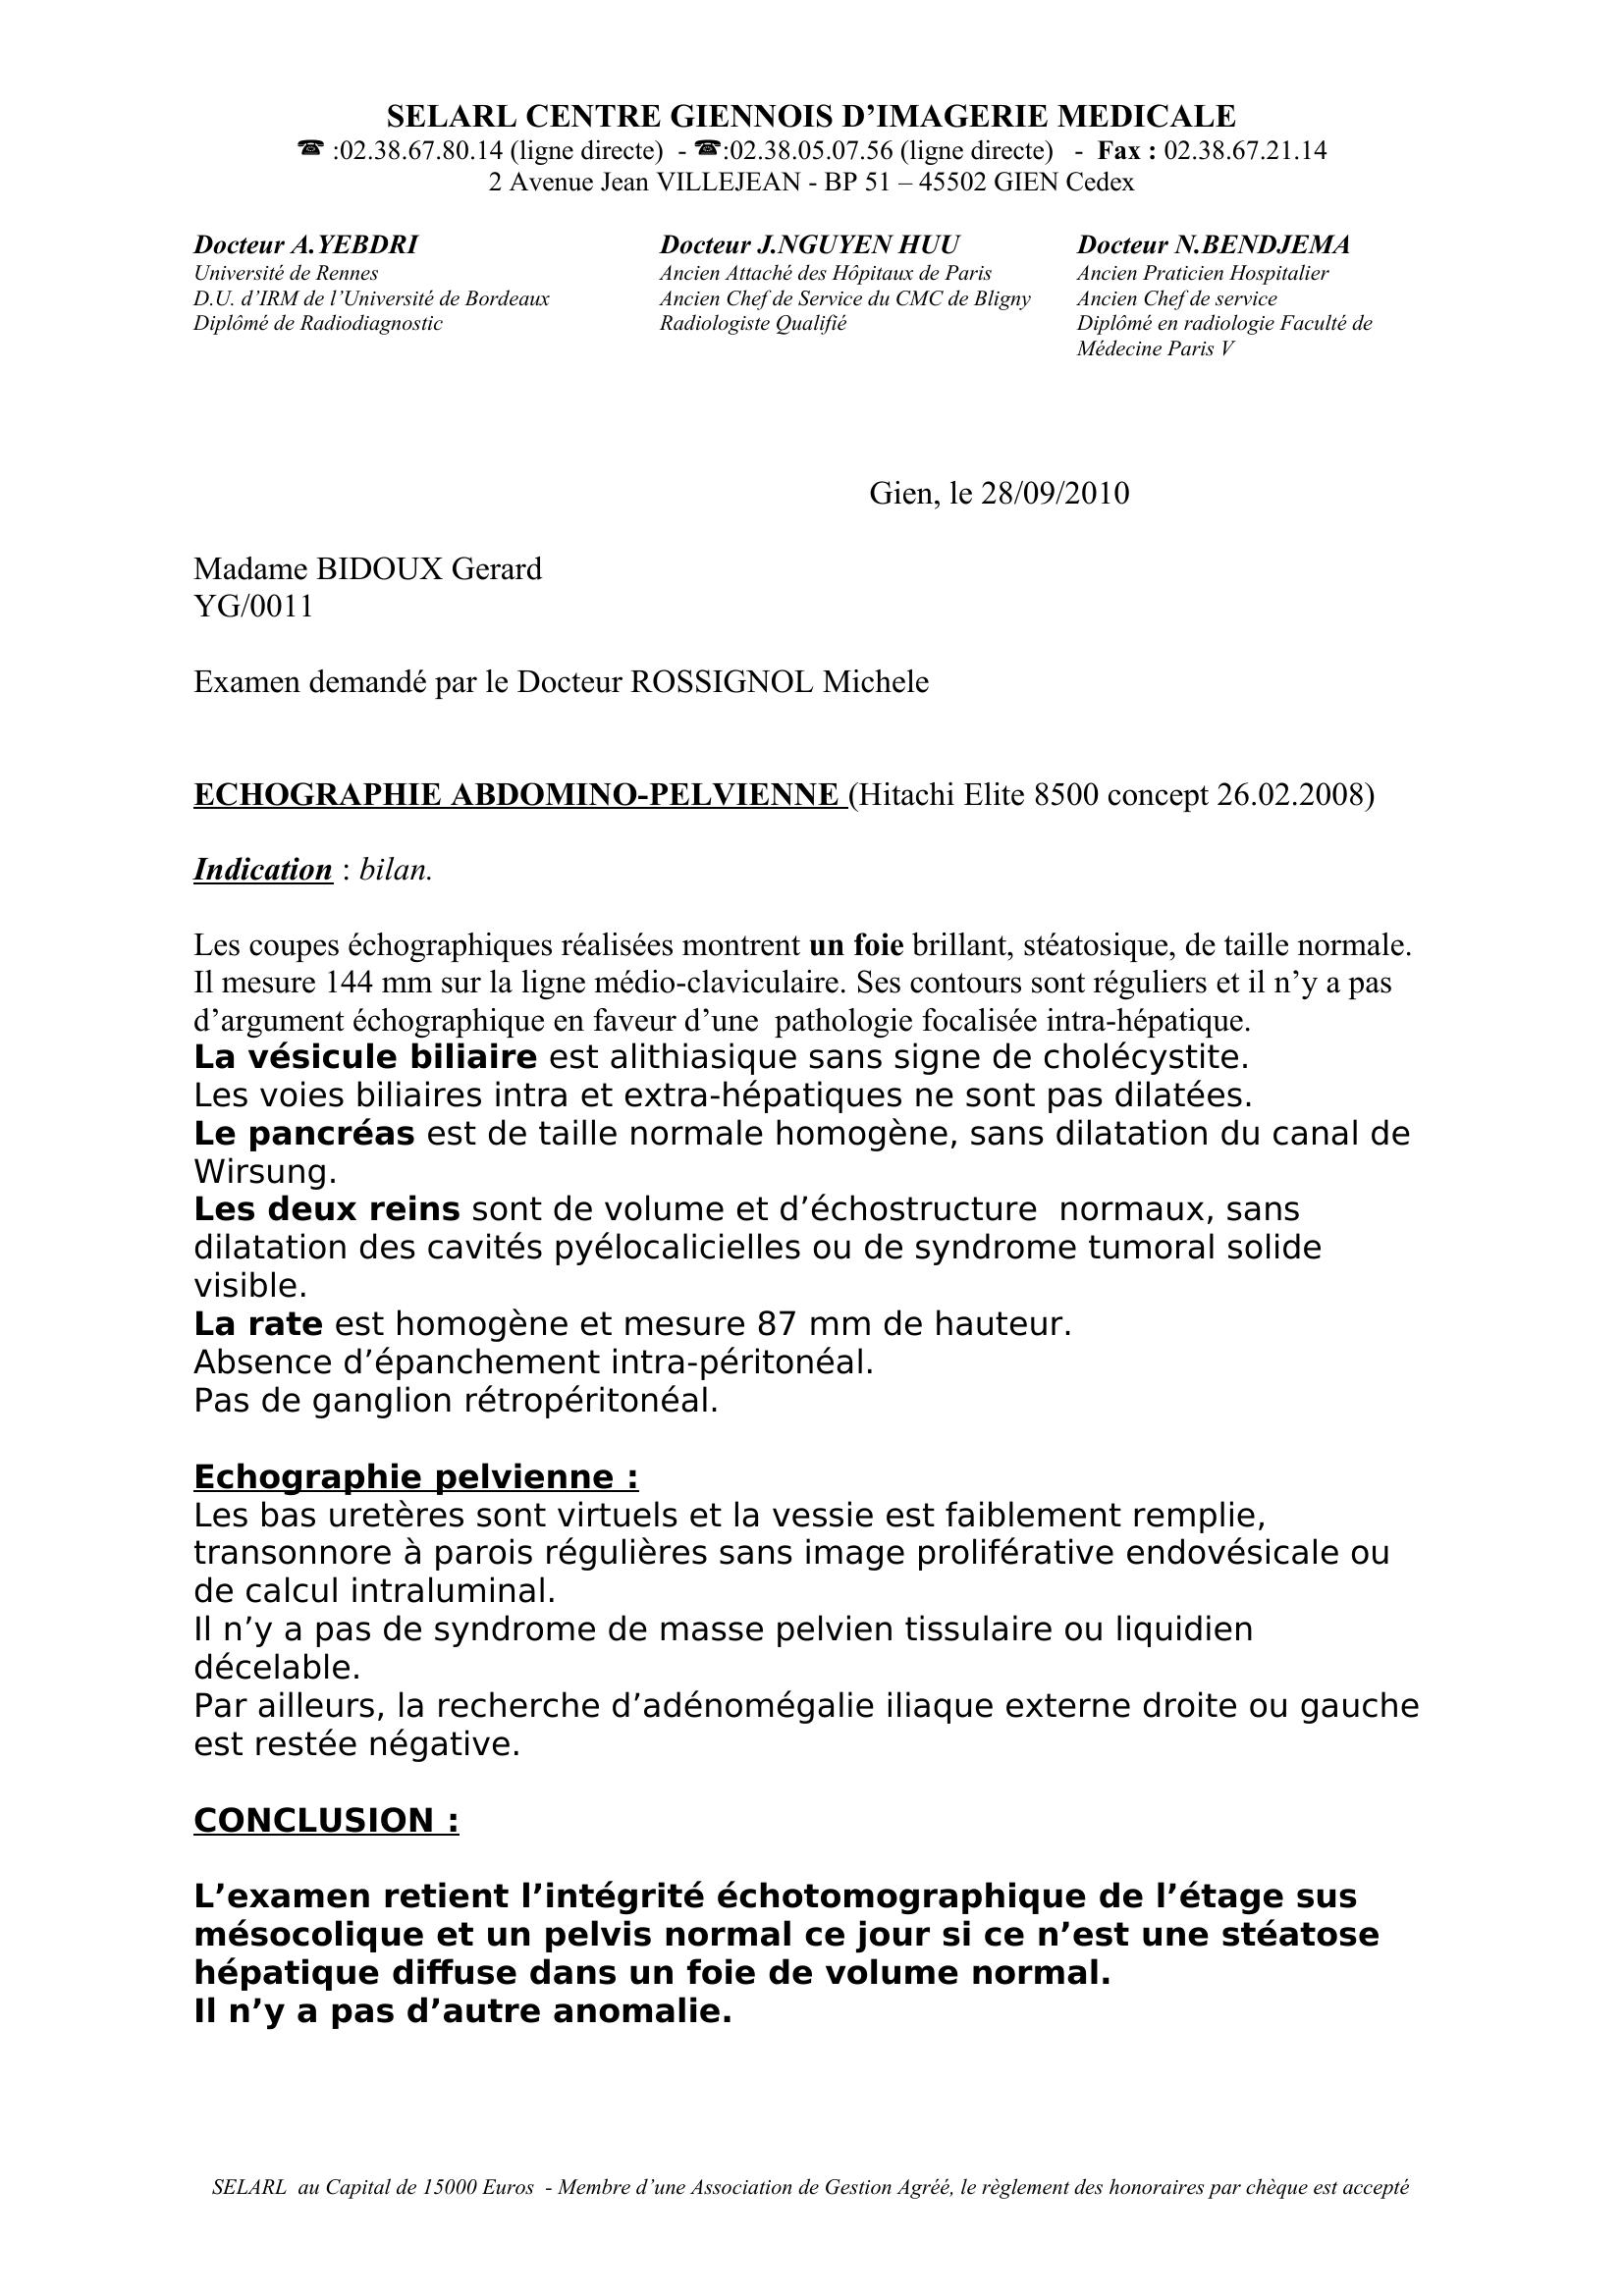 SELARL CENTRE GIENNOIS D’IMAGERIE MEDICALE
☎ :02.38.67.80.14 (ligne directe) - ☎:02.38.05.07.56 (ligne directe) - Fax : 02.38.67.21.14
2 Avenue Jean VILLEJEAN - BP 51 – 45502 GIEN Cedex
Docteur A.YEBDRI
Université de Rennes
D.U. d’IRM de l’Université de Bordeaux
Diplômé de Radiodiagnostic
Docteur J.NGUYEN HUU
Ancien Attaché des Hôpitaux de Paris
Ancien Chef de Service du CMC de Bligny
Radiologiste Qualifié
Docteur N.BENDJEMA
Ancien Praticien Hospitalier
Ancien Chef de service
Diplômé en radiologie Faculté de
Médecine Paris V
Gien, le 28/09/2010
Madame BIDOUX Gerard
YG/0011
Examen demandé par le Docteur ROSSIGNOL Michele
ECHOGRAPHIE ABDOMINO-PELVIENNE (Hitachi Elite 8500 concept 26.02.2008)
Indication : bilan.
Les coupes échographiques réalisées montrent un foie brillant, stéatosique, de taille normale.
Il mesure 144 mm sur la ligne médio-claviculaire. Ses contours sont réguliers et il n’y a pas
d’argument échographique en faveur d’une  pathologie focalisée intra-hépatique.
La vésicule biliaire est alithiasique sans signe de cholécystite.
Les voies biliaires intra et extra-hépatiques ne sont pas dilatées.
Le pancréas est de taille normale homogène, sans dilatation du canal de
Wirsung.
Les deux reins sont de volume et d’échostructure  normaux, sans
dilatation des cavités pyélocalicielles ou de syndrome tumoral solide
visible.
La rate est homogène et mesure 87 mm de hauteur.
Absence d’épanchement intra-péritonéal.
Pas de ganglion rétropéritonéal.
Echographie pelvienne :
Les bas uretères sont virtuels et la vessie est faiblement remplie,
transonnore à parois régulières sans image proliférative endovésicale ou
de calcul intraluminal.
Il n’y a pas de syndrome de masse pelvien tissulaire ou liquidien
décelable.
Par ailleurs, la recherche d’adénomégalie iliaque externe droite ou gauche
est restée négative.
CONCLUSION :
L’examen retient l’intégrité échotomographique de l’étage sus
mésocolique et un pelvis normal ce jour si ce n’est une stéatose
hépatique diffuse dans un foie de volume normal.
Il n’y a pas d’autre anomalie.
SELARL  au Capital de 15000 Euros  - Membre d’une Association de Gestion Agréé, le règlement des honoraires par chèque est accepté